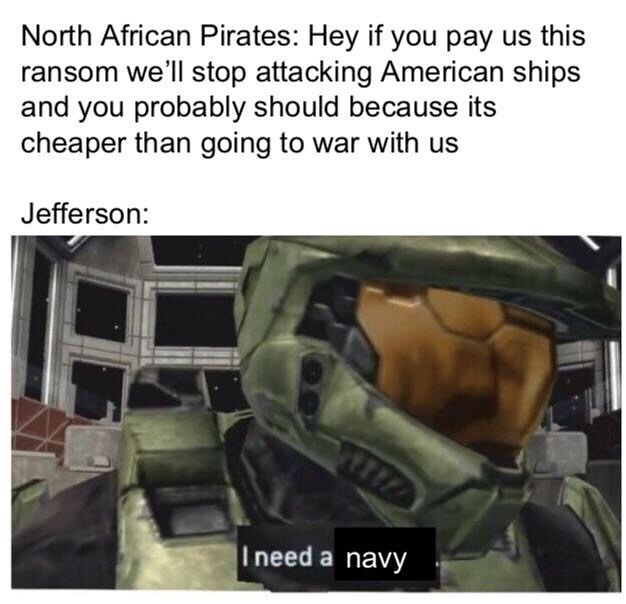 North African Pirates: Hey if you pay us this
ransom we’ll stop attacking American ships
and you probably should because its
cheaper than going to war with us
Jefferson:
I need a navy